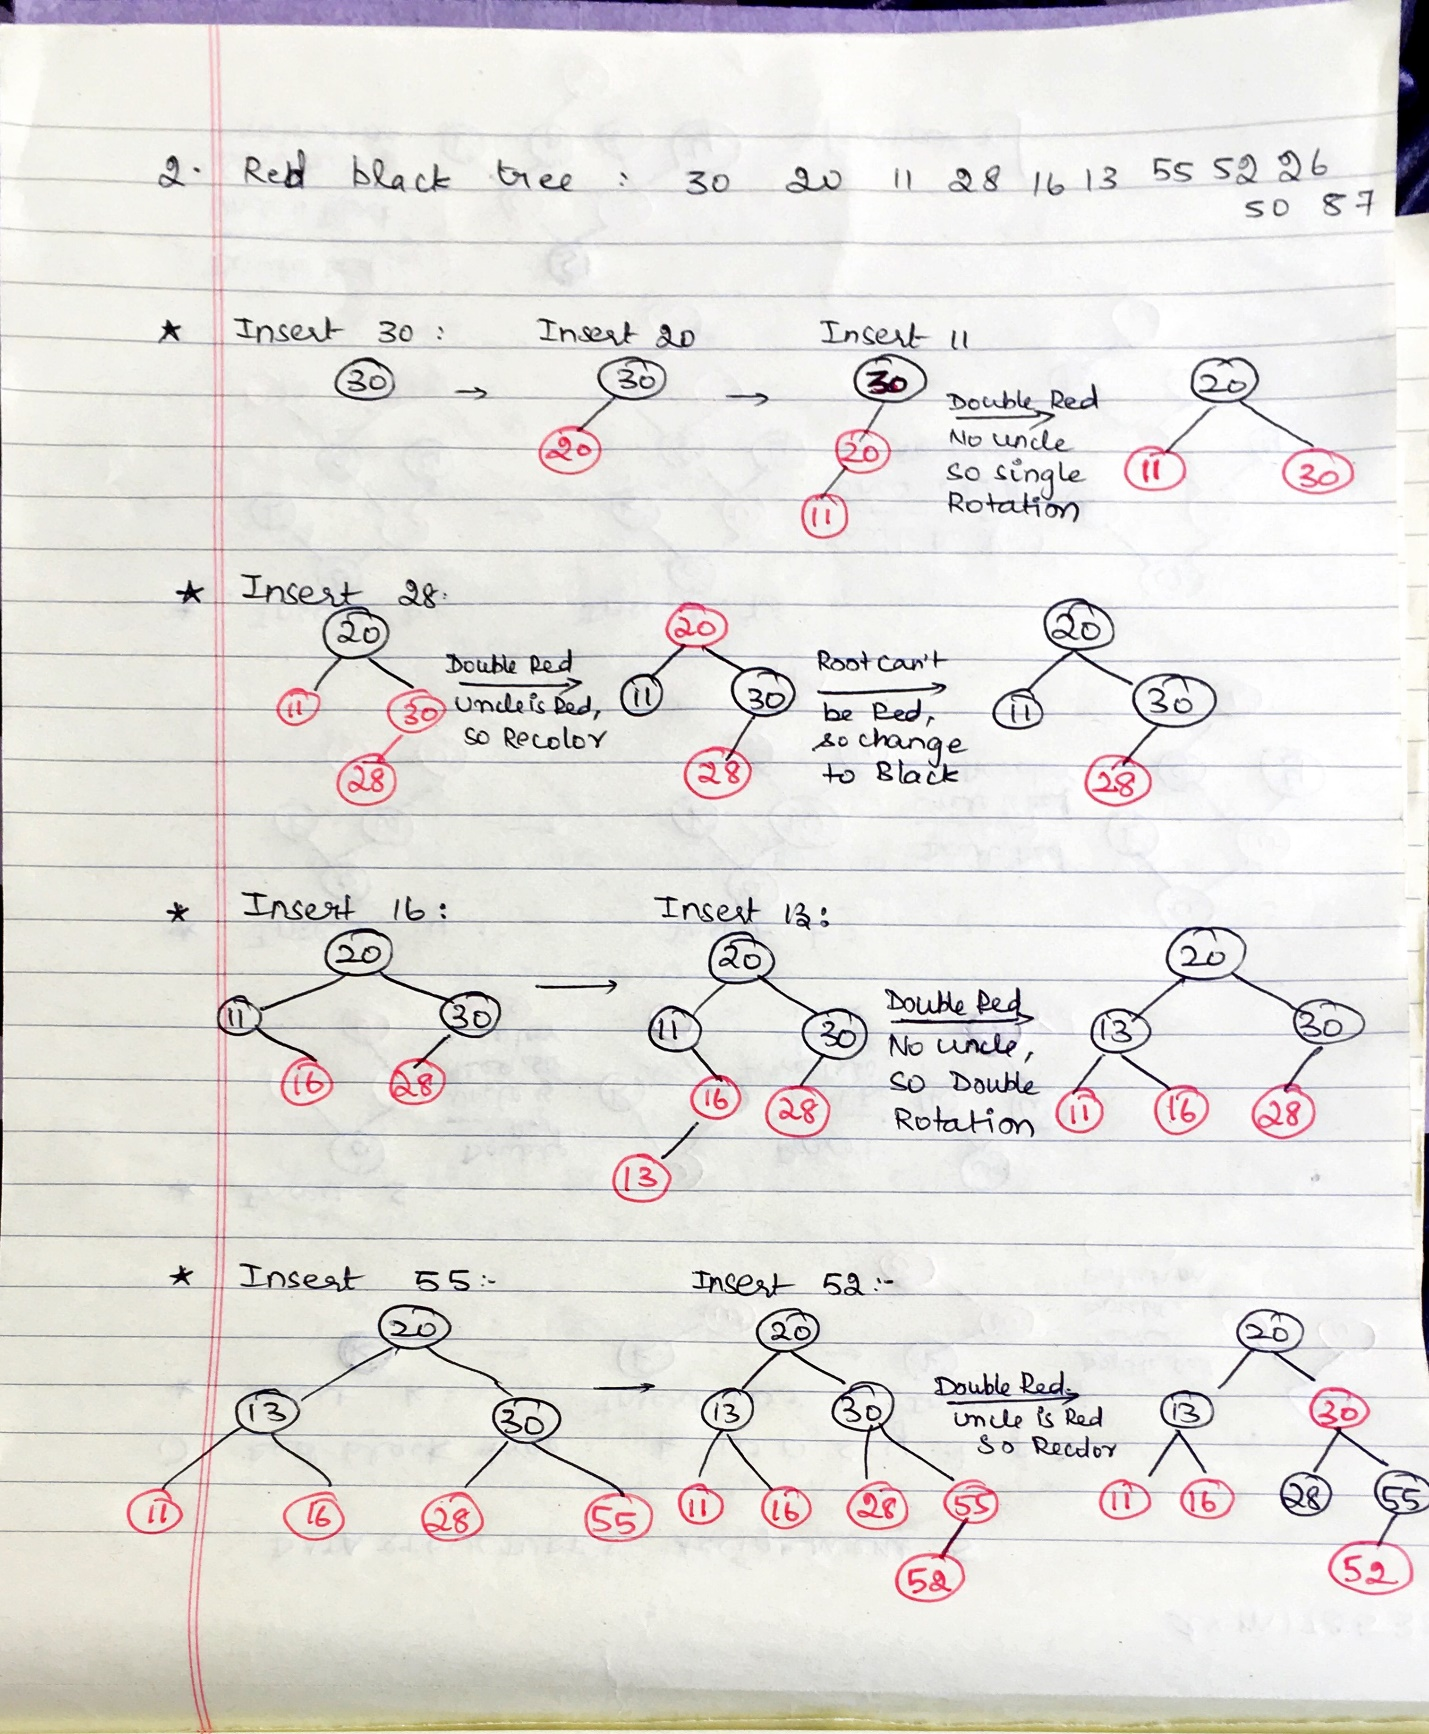 2. Red black tree : 30 20 11 28 16 13 55 52 26
50 87
★ Insert 30 : Insert 20 Insert 11
30 → 30 → 30 Double Red 20
20 20 No uncle 11 30
11 so single
Rotation
★ Insert 28.
20 20 20
Double Red Root can't
11 30 uncle is Red, 11 30 be Red, 11 30
so Recolor so change
28 28 to Black 28
★ Insert 16 : Insert 13 :
20 20 20
11 30 11 30 Double Red 13 30
No uncle,
16 28 16 28 so Double 11 16 28
Rotation
13
★ Insert 55 :- Insert 52 :-
20 20 20
13 30 13 30 Double Red. 13 30
uncle is Red
so Recolor
11 16 28 55 11 16 28 55 11 16 28 55
52 52